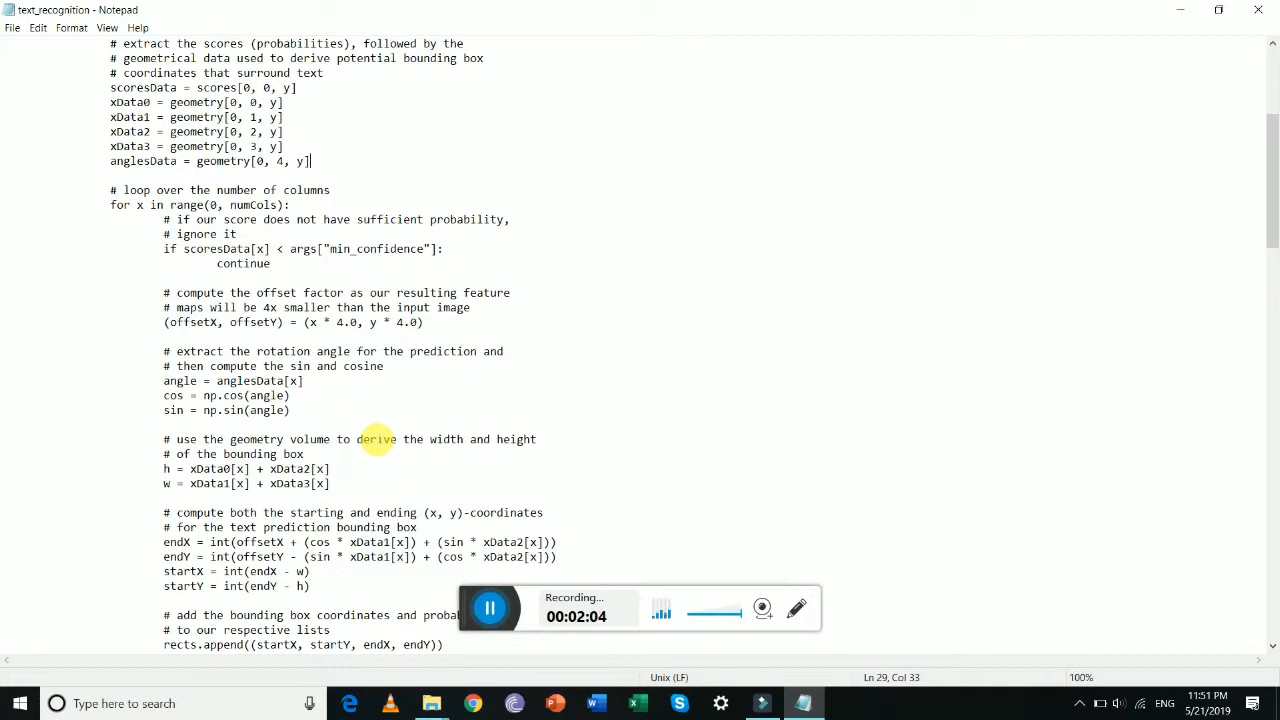 text_recognition - Notepad
File Edit Format View Help
# extract the scores (probabilities), followed by the
# geometrical data used to derive potential bounding box
# coordinates that surround text
scoresData = scores[0, 0, y]
xData0 = geometry[0, 0, y]
xData1 = geometry[0, 1, y]
xData2 = geometry[0, 2, y]
xData3 = geometry[0, 3, y]
anglesData = geometry[0, 4, y]
# loop over the number of columns
for x in range(0, numCols):
# if our score does not have sufficient probability,
# ignore it
if scoresData[x] < args["min_confidence"]:
continue
# compute the offset factor as our resulting feature
# maps will be 4x smaller than the input image
(offsetX, offsetY) = (x * 4.0, y * 4.0)
# extract the rotation angle for the prediction and
# then compute the sin and cosine
angle = anglesData[x]
cos = np.cos(angle)
sin = np.sin(angle)
# use the geometry volume to derive the width and height
# of the bounding box
h = xData0[x] + xData2[x]
w = xData1[x] + xData3[x]
# compute both the starting and ending (x, y)-coordinates
# for the text prediction bounding box
endX = int(offsetX + (cos * xData1[x]) + (sin * xData2[x]))
endY = int(offsetY - (sin * xData1[x]) + (cos * xData2[x]))
startX = int(endX - w)
startY = int(endY - h)
# add the bounding box coordinates and proba
# to our respective lists
rects.append((startX, startY, endX, endY))
Recording...
00:02:04
Unix (LF) Ln 29, Col 33 100%
Type here to search
ENG
11:51 PM
5/21/2019